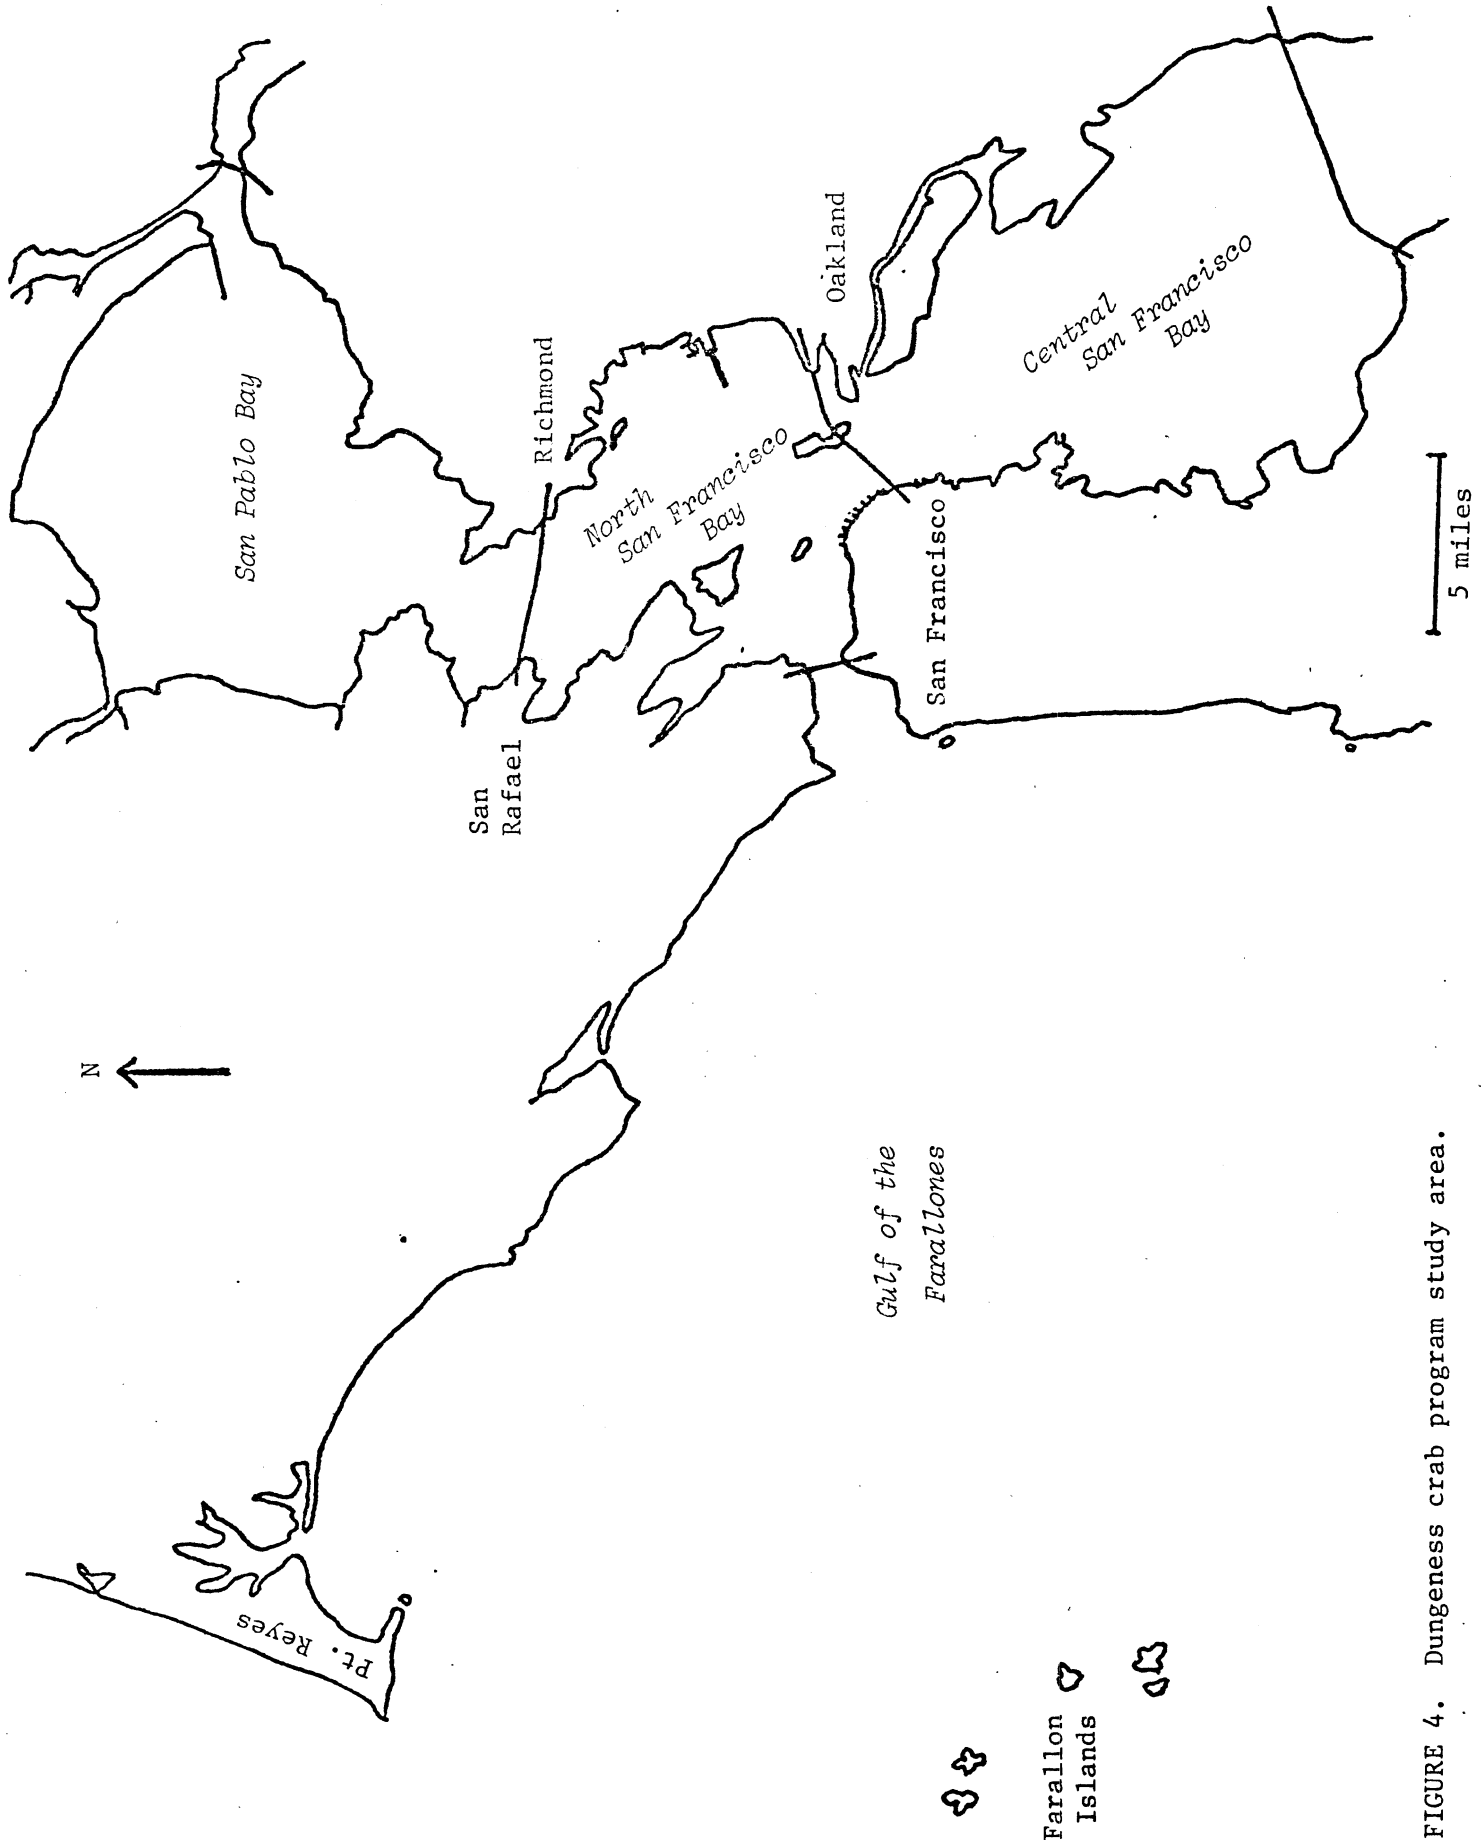 N
Pt. Reyes
San Pablo Bay
San
Rafael
Richmond
North
San Francisco
Bay
Oakland
San Francisco
Central
San Francisco
Bay
Gulf of the
Farallones
Farallon
Islands
5 miles
FIGURE 4. Dungeness crab program study area.